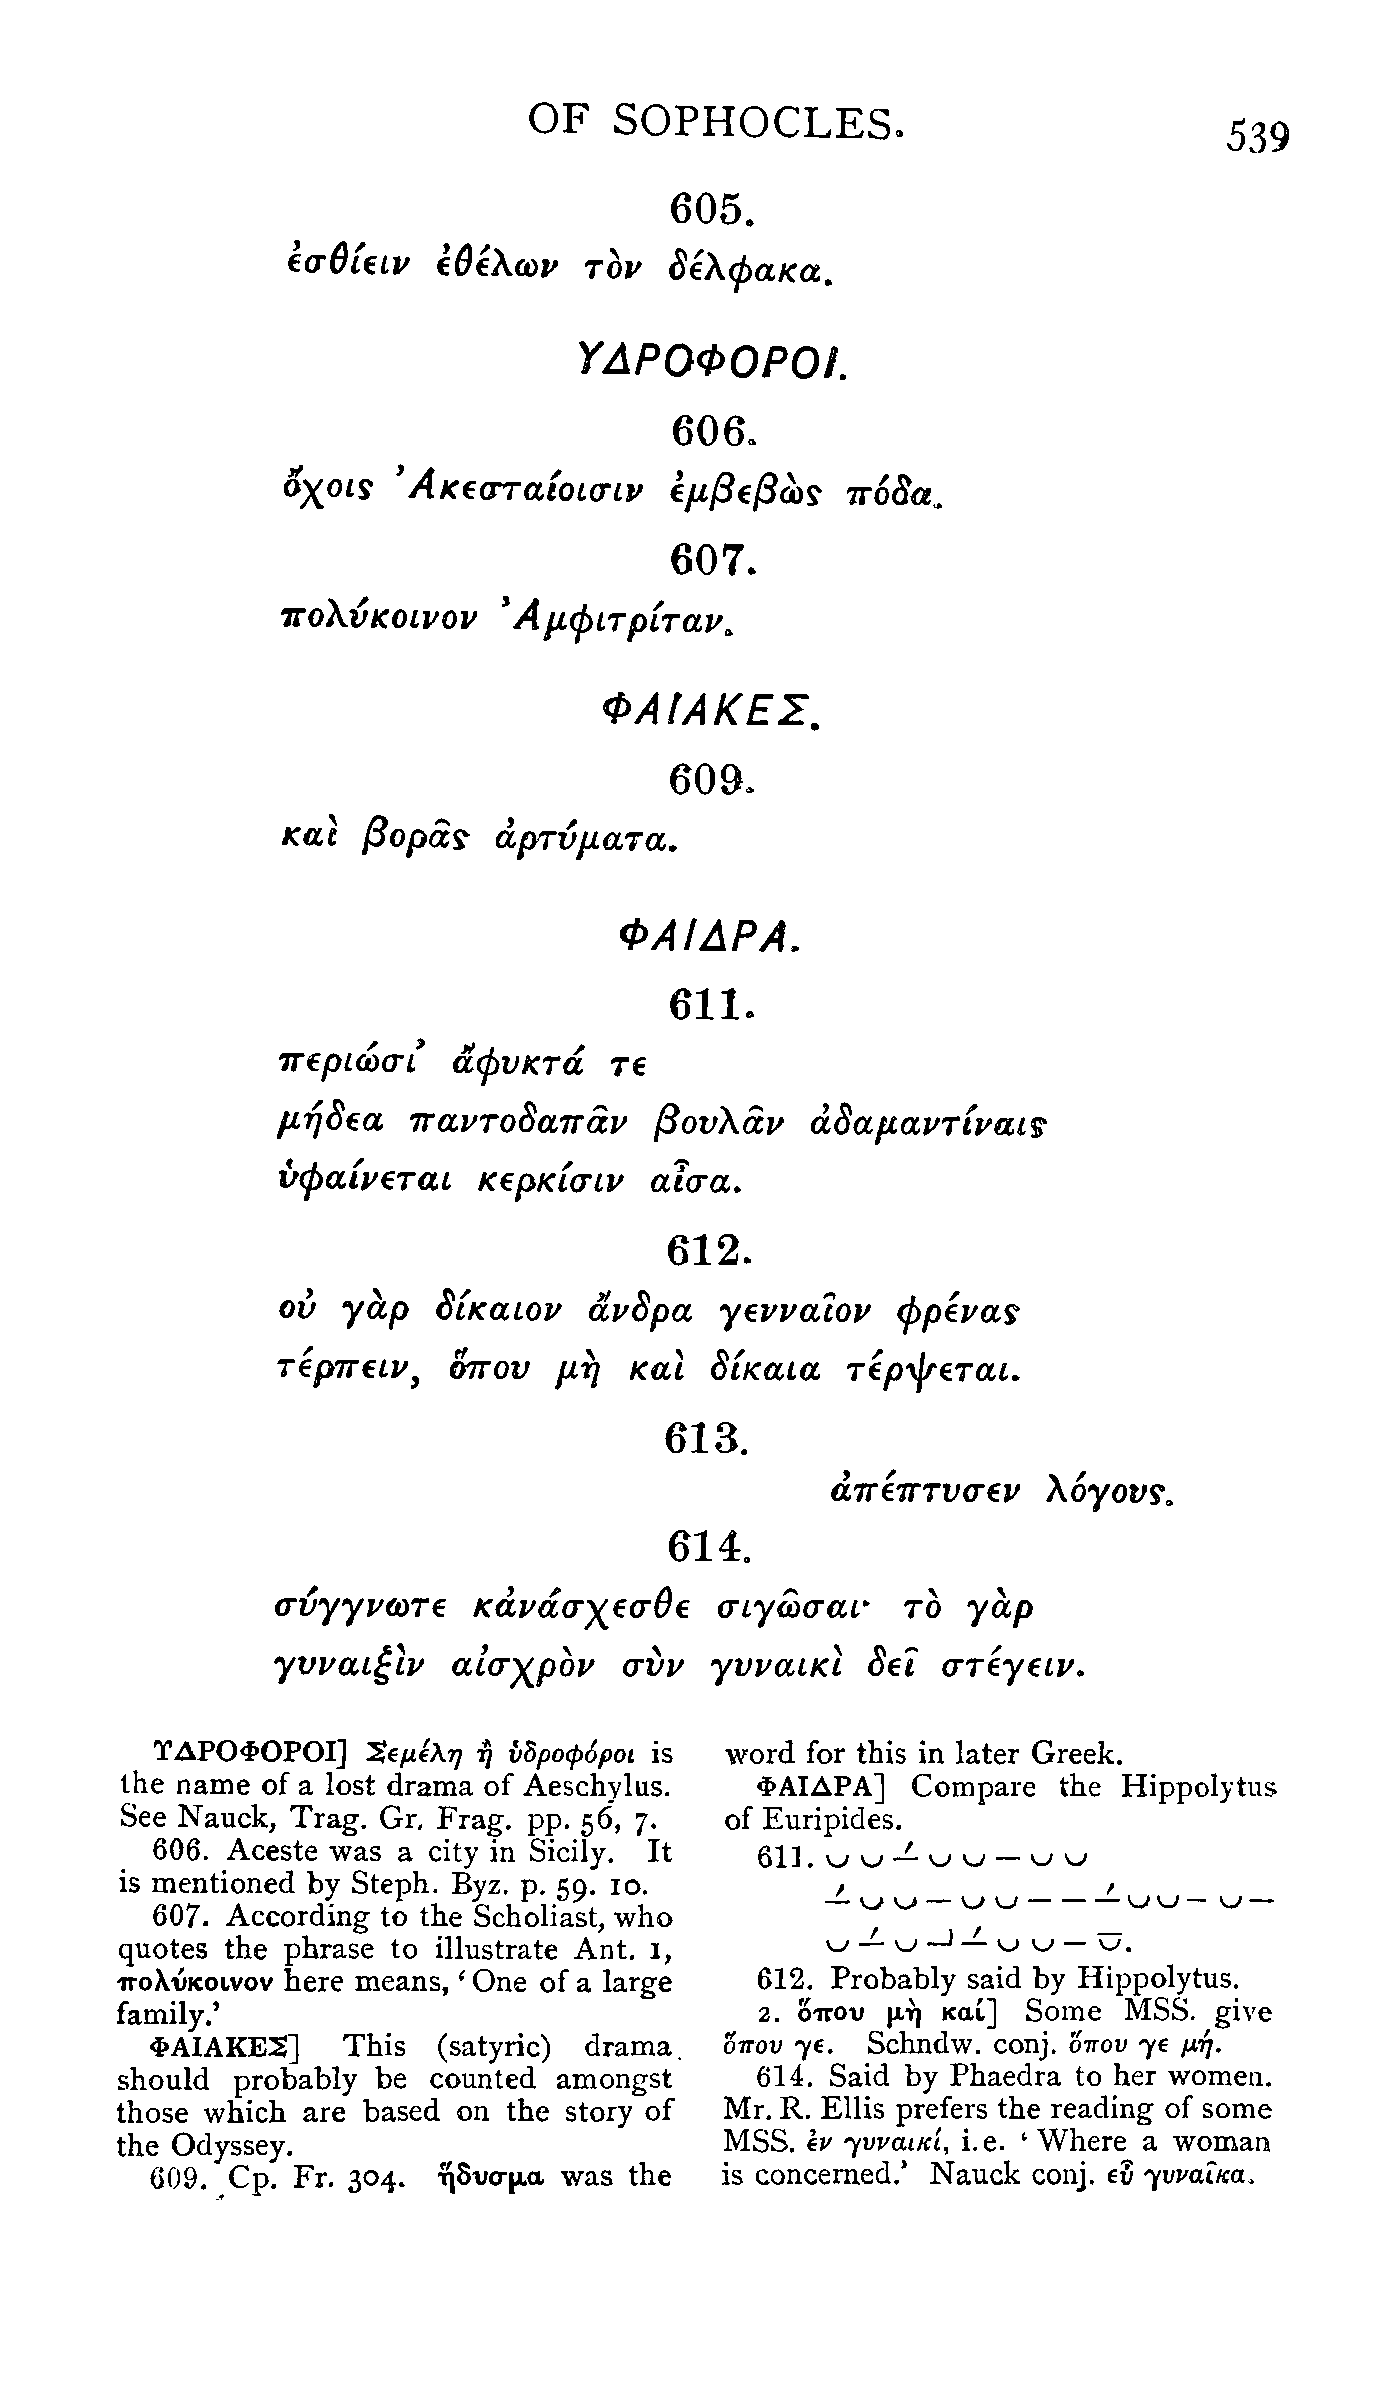 OF SOPHOCLES.
539
605.
ἐσθίειν ἐθέλων τὸν δέλφακα.
ΥΔΡΟΦΟΡΟΙ.
606.
ὄχοις Ἀκεσταίοισιν ἐμβεβὼς πόδα.
607.
πολύκοινον Ἀμφιτρίταν.
ΦΑΙΑΚΕΣ.
609.
καὶ βορᾶς ἀρτύματα.
ΦΑΙΔΡΑ.
611.
περιώσι’ ἄφυκτά τε
μήδεα παντοδαπᾶν βουλᾶν ἀδαμαντίναις
ὑφαίνεται κερκίσιν αἶσα.
612.
οὐ γὰρ δίκαιον ἄνδρα γενναῖον φρένας
τέρπειν, ὅπου μὴ καὶ δίκαια τέρψεται.
613.
ἀπέπτυσεν λόγους.
614.
σύγγνωτε κἀνάσχεσθε σιγῶσαι· τὸ γὰρ
γυναιξὶν αἰσχρὸν σὺν γυναικὶ δεῖ στέγειν.
ΥΔΡΟΦΟΡΟΙ] Σεμέλη ἢ ὑδροφόροι is
the name of a lost drama of Aeschylus.
See Nauck, Trag. Gr. Frag. pp. 56, 7.
606. Aceste was a city in Sicily. It
is mentioned by Steph. Byz. p. 59. 10.
607. According to the Scholiast, who
quotes the phrase to illustrate Ant. 1,
πολύκοινον here means, ‘One of a large
family.’
ΦΑΙΑΚΕΣ] This (satyric) drama
should probably be counted amongst
those which are based on the story of
the Odyssey.
609. Cp. Fr. 304. ἥδυσμα was the
word for this in later Greek.
ΦΑΙΔΡΑ] Compare the Hippolytus
of Euripides.
611. ⏑ ⏑ –́ ⏑ ⏑ – ⏑ ⏑
–́ ⏑ ⏑ – ⏑ ⏑ – – –́ ⏑ ⏑ – ⏑ –
⏑ –́ ⏑ –⅃ –́ ⏑ ⏑ – ⏑̅.
612. Probably said by Hippolytus.
2. ὅπου μὴ καί] Some MSS. give
ὅπου γε. Schndw. conj. ὅπου γε μή.
614. Said by Phaedra to her women.
Mr. R. Ellis prefers the reading of some
MSS. ἐν γυναικί, i.e. ‘Where a woman
is concerned.’ Nauck conj. εὖ γυναῖκα.